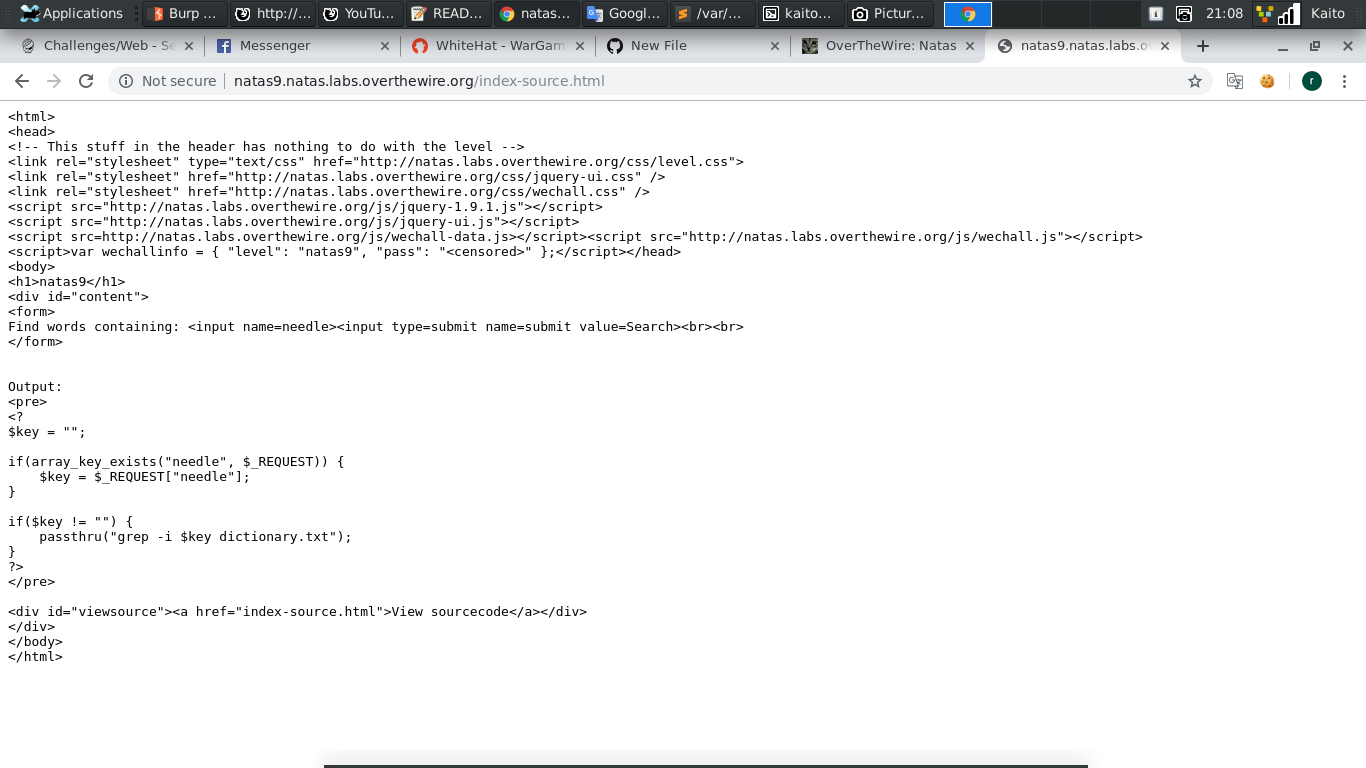 Applications Burp ... http://... YouTu... READ... natas... Googl... /var/... kaito... Pictur... 21:08 Kaito
Challenges/Web - Se Messenger WhiteHat - WarGam New File OverTheWire: Natas natas9.natas.labs.ov
Not secure natas9.natas.labs.overthewire.org/index-source.html r
<html>
<head>
<!-- This stuff in the header has nothing to do with the level -->
<link rel="stylesheet" type="text/css" href="http://natas.labs.overthewire.org/css/level.css">
<link rel="stylesheet" href="http://natas.labs.overthewire.org/css/jquery-ui.css" />
<link rel="stylesheet" href="http://natas.labs.overthewire.org/css/wechall.css" />
<script src="http://natas.labs.overthewire.org/js/jquery-1.9.1.js"></script>
<script src="http://natas.labs.overthewire.org/js/jquery-ui.js"></script>
<script src=http://natas.labs.overthewire.org/js/wechall-data.js></script><script src="http://natas.labs.overthewire.org/js/wechall.js"></script>
<script>var wechallinfo = { "level": "natas9", "pass": "<censored>" };</script></head>
<body>
<h1>natas9</h1>
<div id="content">
<form>
Find words containing: <input name=needle><input type=submit name=submit value=Search><br><br>
</form>
Output:
<pre>
<?
$key = "";
if(array_key_exists("needle", $_REQUEST)) {
    $key = $_REQUEST["needle"];
}
if($key != "") {
    passthru("grep -i $key dictionary.txt");
}
?>
</pre>
<div id="viewsource"><a href="index-source.html">View sourcecode</a></div>
</div>
</body>
</html>